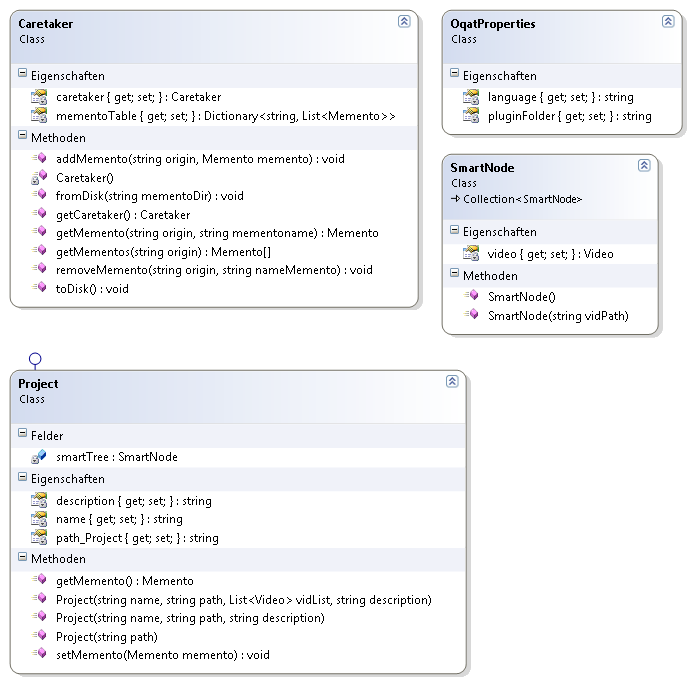 Caretaker
Class
Eigenschaften
caretaker { get; set; } : Caretaker
mementoTable { get; set; } : Dictionary<string, List<Memento>>
Methoden
addMemento(string origin, Memento memento) : void
Caretaker()
fromDisk(string mementoDir) : void
getCaretaker() : Caretaker
getMemento(string origin, string mementoname) : Memento
getMementos(string origin) : Memento[]
removeMemento(string origin, string nameMemento) : void
toDisk() : void
OqatProperties
Class
Eigenschaften
language { get; set; } : string
pluginFolder { get; set; } : string
SmartNode
Class
Collection<SmartNode>
Eigenschaften
video { get; set; } : Video
Methoden
SmartNode()
SmartNode(string vidPath)
Project
Class
Felder
smartTree : SmartNode
Eigenschaften
description { get; set; } : string
name { get; set; } : string
path_Project { get; set; } : string
Methoden
getMemento() : Memento
Project(string name, string path, List<Video> vidList, string description)
Project(string name, string path, string description)
Project(string path)
setMemento(Memento memento) : void